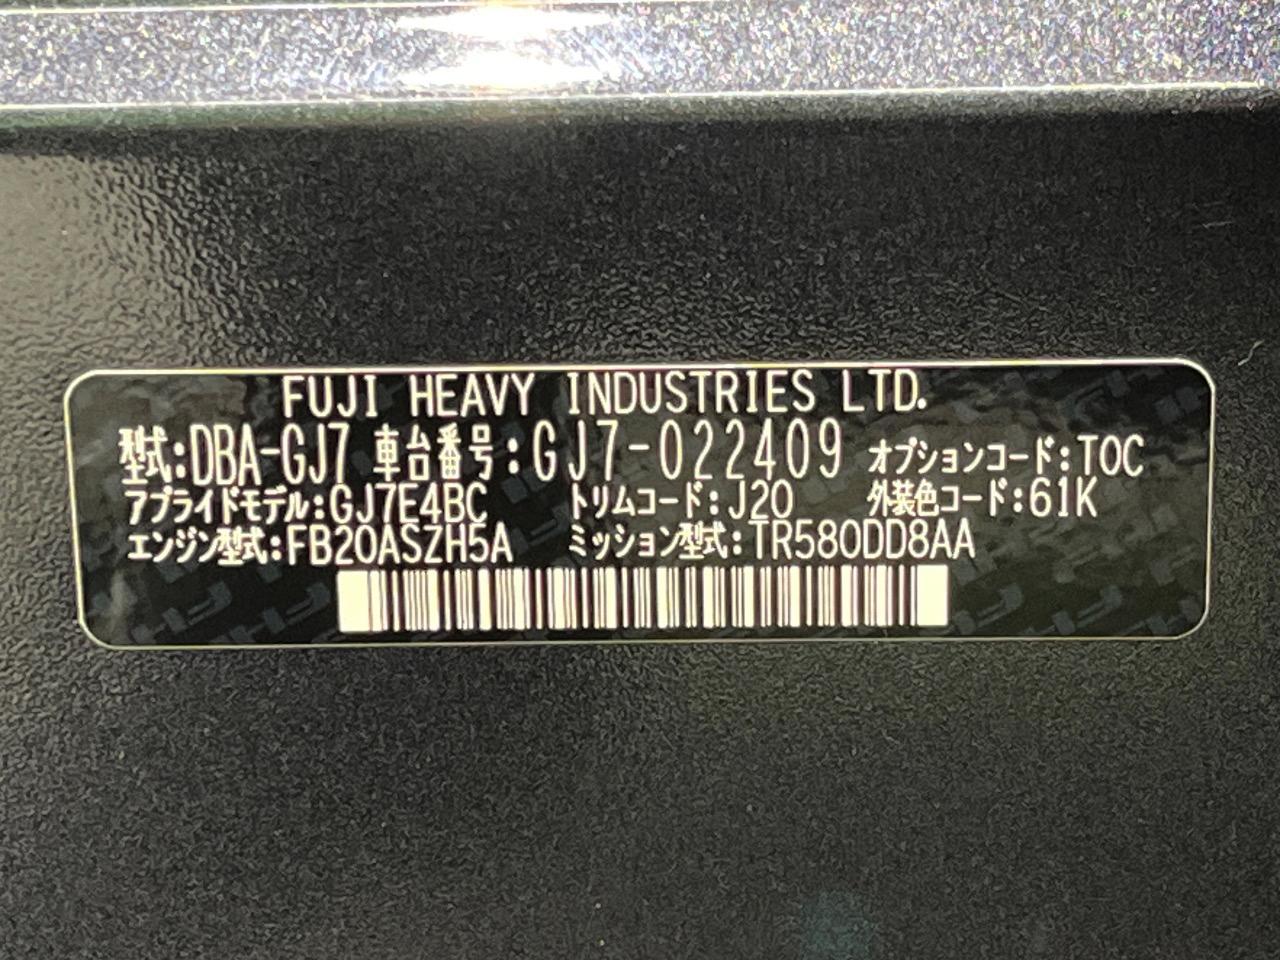 FUJI HEAVY INDUSTRIES LTD.
型式:DBA-GJ7 車台番号:GJ7-022409 オプションコード:TOC
アプライドモデル:GJ7E4BC トリムコード:J20 外装色コード:61K
エンジン型式:FB20ASZH5A ミッション型式:TR580DD8AA